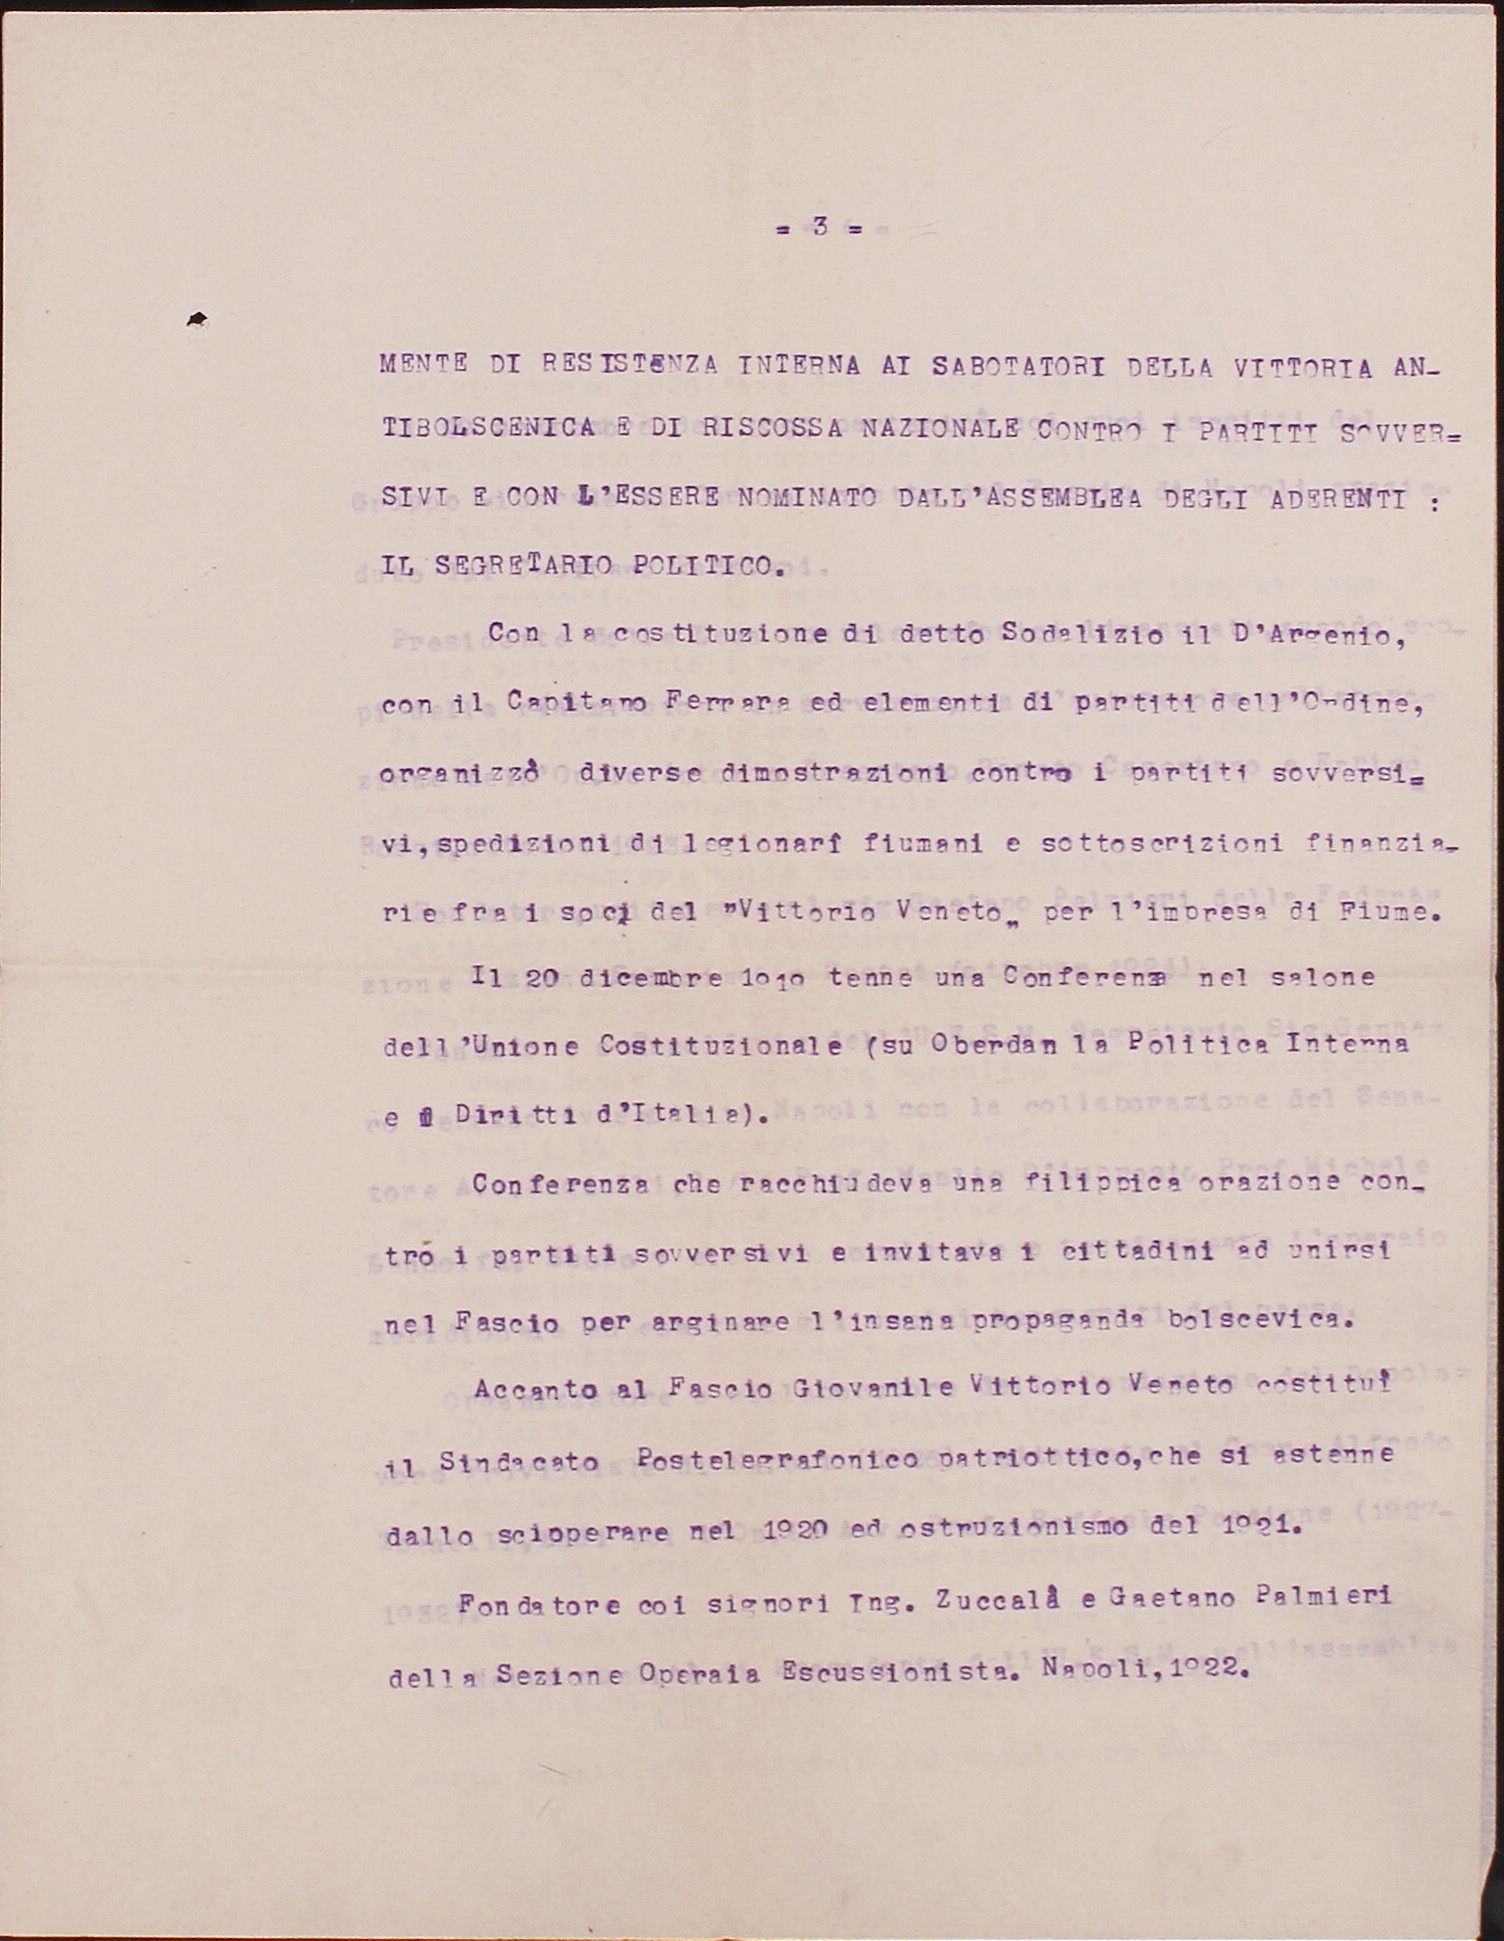 = 3 =
MENTE DI RESISTENZA INTERNA AI SABOTATORI DELLA VITTORIA AN-
TIBOLSCENICA E DI RISCOSSA NAZIONALE CONTRO I PARTITI SOVVER=
SIVI E CON L'ESSERE NOMINATO DALL'ASSEMBLEA DEGLI ADERENTI :
IL SEGRETARIO POLITICO.
Con la costituzione di detto Sodalizio il D'Argenio,
con il Capitano Ferrara ed elementi di partiti dell'Ordine,
organizzò diverse dimostrazioni contro i partiti sovversi=
vi, spedizioni di legionarî fiumani e sottoscrizioni finanzia-
rie fra i soci del "Vittorio Veneto„ per l'impresa di Fiume.
Il 20 dicembre 1919 tenne una Conferenza nel salone
dell'Unione Costituzionale (su Oberdan la Politica Interna
e i Diritti d'Italia).
Conferenza che racchiudeva una filippica orazione con-
tro i partiti sovversivi e invitava i cittadini ad unirsi
nel Fascio per arginare l'insana propaganda bolscevica.
Accanto al Fascio Giovanile Vittorio Veneto costituì
il Sindacato Postelegrafonico patriottico, che si astenne
dallo scioperare nel 1920 ed ostruzionismo del 1921.
Fondatore coi signori Ing. Zuccalà e Gaetano Palmieri
della Sezione Operaia Escussionista. Napoli, 1922.